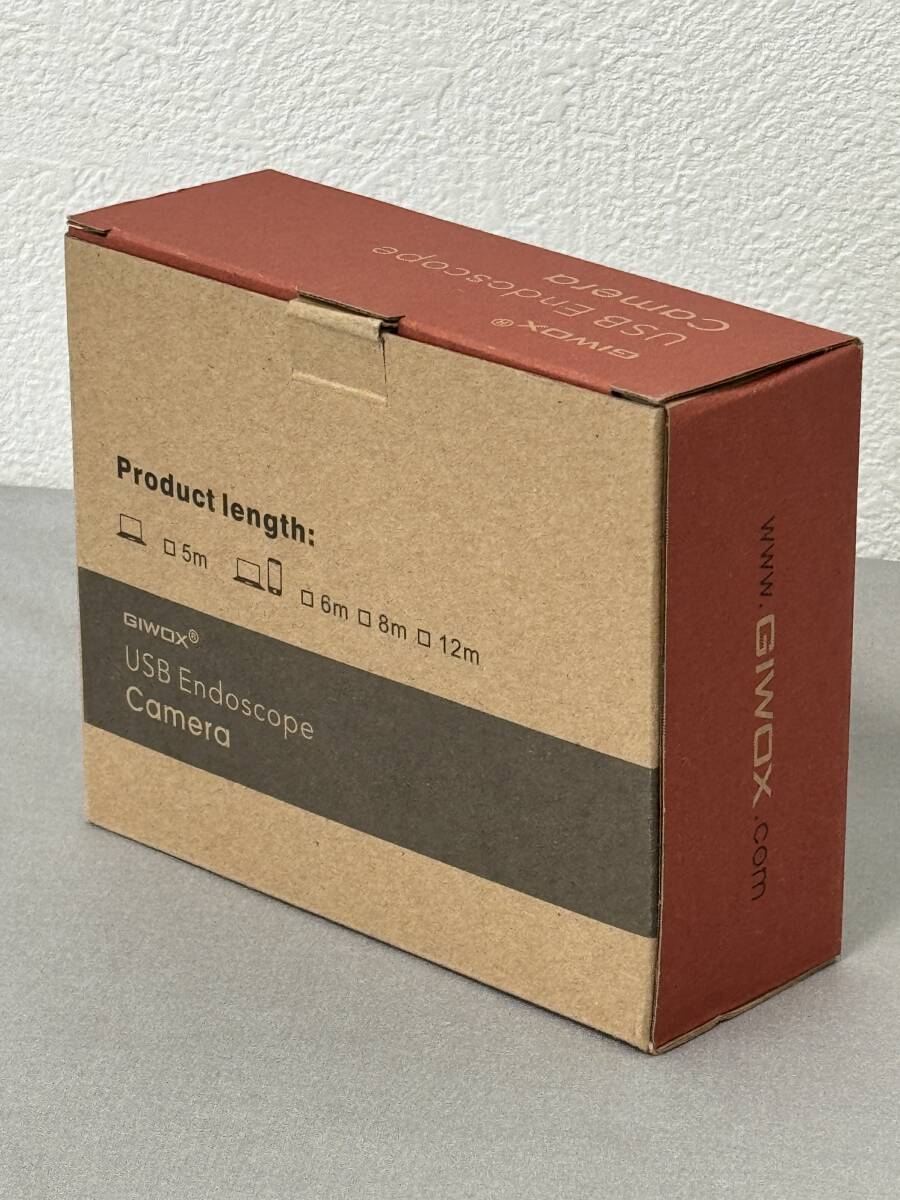 USB Endoscope
Camera
GIWOX®
Product length:
□ 5m □ 6m □ 8m □ 12m
GIWOX®
USB Endoscope
Camera
www.GIWOX.com